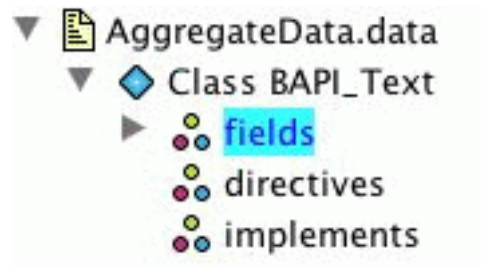 AggregateData.data
Class BAPI_Text
fields
directives
implements